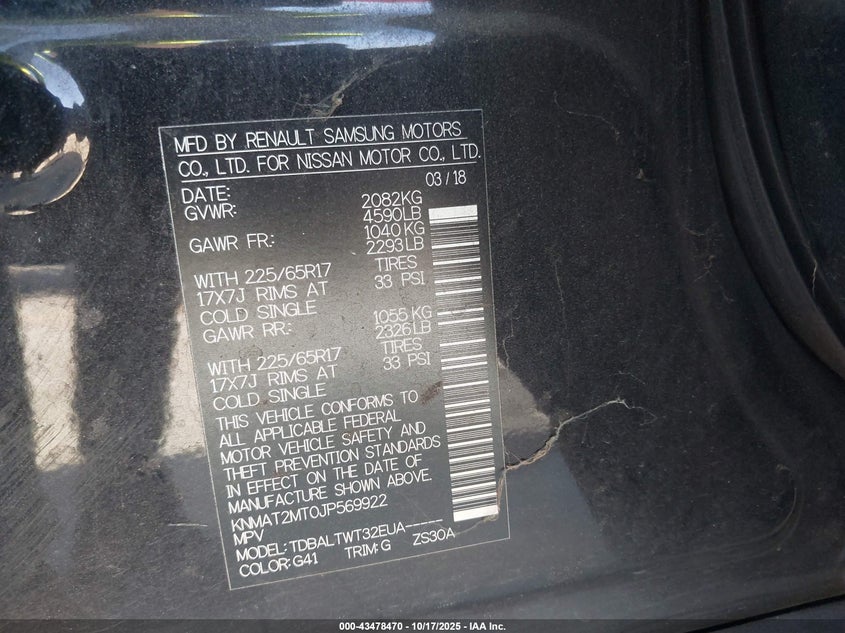 MFD BY RENAULT SAMSUNG MOTORS
CO., LTD. FOR NISSAN MOTOR CO., LTD.
DATE: 03/18
GVWR: 2082KG
4590LB
GAWR FR: 1040KG
2293LB
WITH 225/65R17 TIRES
17X7J RIMS AT 33 PSI
COLD SINGLE
GAWR RR: 1055KG
2326LB
WITH 225/65R17 TIRES
17X7J RIMS AT 33 PSI
COLD SINGLE
THIS VEHICLE CONFORMS TO
ALL APPLICABLE FEDERAL
MOTOR VEHICLE SAFETY AND
THEFT PREVENTION STANDARDS
IN EFFECT ON THE DATE OF
MANUFACTURE SHOWN ABOVE.
KNMAT2MT0JP569922
MPV
MODEL: TDBALTWT32EUA-----
COLOR: G41 TRIM: G ZS30A
000-43478470 - 10/17/2025 - IAA Inc.